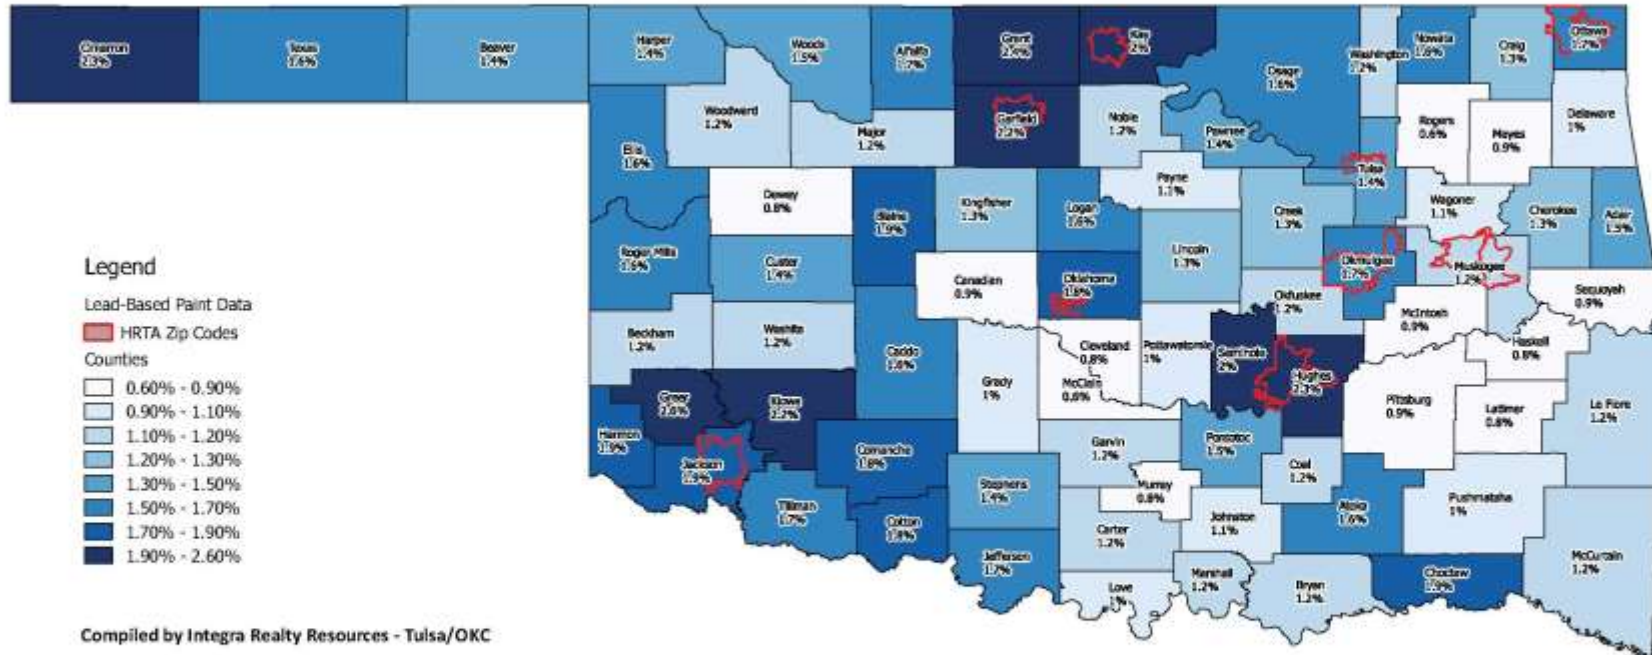 Cimarron
2.3%
Texas
1.6%
Beaver
1.4%
Harper
1.4%
Woods
1.5%
Alfalfa
1.7%
Grant
2.4%
Kay
2%
Osage
1.6%
Washington
1.2%
Nowata
1.6%
Craig
1.3%
Ottawa
1.7%
Woodward
1.2%
Major
1.2%
Garfield
2.2%
Noble
1.2%
Pawnee
1.4%
Rogers
0.6%
Mayes
0.9%
Delaware
1%
Ellis
1.6%
Dewey
0.8%
Blaine
1.9%
Kingfisher
1.3%
Logan
1.6%
Payne
1.1%
Creek
1.3%
Tulsa
1.4%
Wagoner
1.1%
Cherokee
1.3%
Adair
1.5%
Roger Mills
1.6%
Custer
1.4%
Canadian
0.9%
Oklahoma
1.8%
Lincoln
1.3%
Okmulgee
1.7%
Muskogee
1.2%
Sequoyah
0.9%
Okfuskee
1.2%
McIntosh
0.9%
Haskell
0.8%
Beckham
1.2%
Washita
1.2%
Caddo
1.6%
Grady
1%
Cleveland
0.8%
McClain
0.8%
Pottawatomie
1%
Seminole
2%
Hughes
2.3%
Pittsburg
0.9%
Latimer
0.8%
Le Flore
1.2%
Greer
2.6%
Kiowa
2.2%
Harmon
1.9%
Jackson
1.9%
Comanche
1.8%
Tillman
1.7%
Cotton
1.8%
Stephens
1.4%
Jefferson
1.7%
Garvin
1.2%
Murray
0.8%
Pontotoc
1.5%
Coal
1.2%
Carter
1.2%
Johnston
1.1%
Atoka
1.6%
Pushmataha
1%
McCurtain
1.2%
Love
1%
Marshall
1.2%
Bryan
1.2%
Choctaw
1.9%
Legend
Lead-Based Paint Data
HRTA Zip Codes
Counties
0.60% - 0.90%
0.90% - 1.10%
1.10% - 1.20%
1.20% - 1.30%
1.30% - 1.50%
1.50% - 1.70%
1.70% - 1.90%
1.90% - 2.60%
Compiled by Integra Realty Resources - Tulsa/OKC